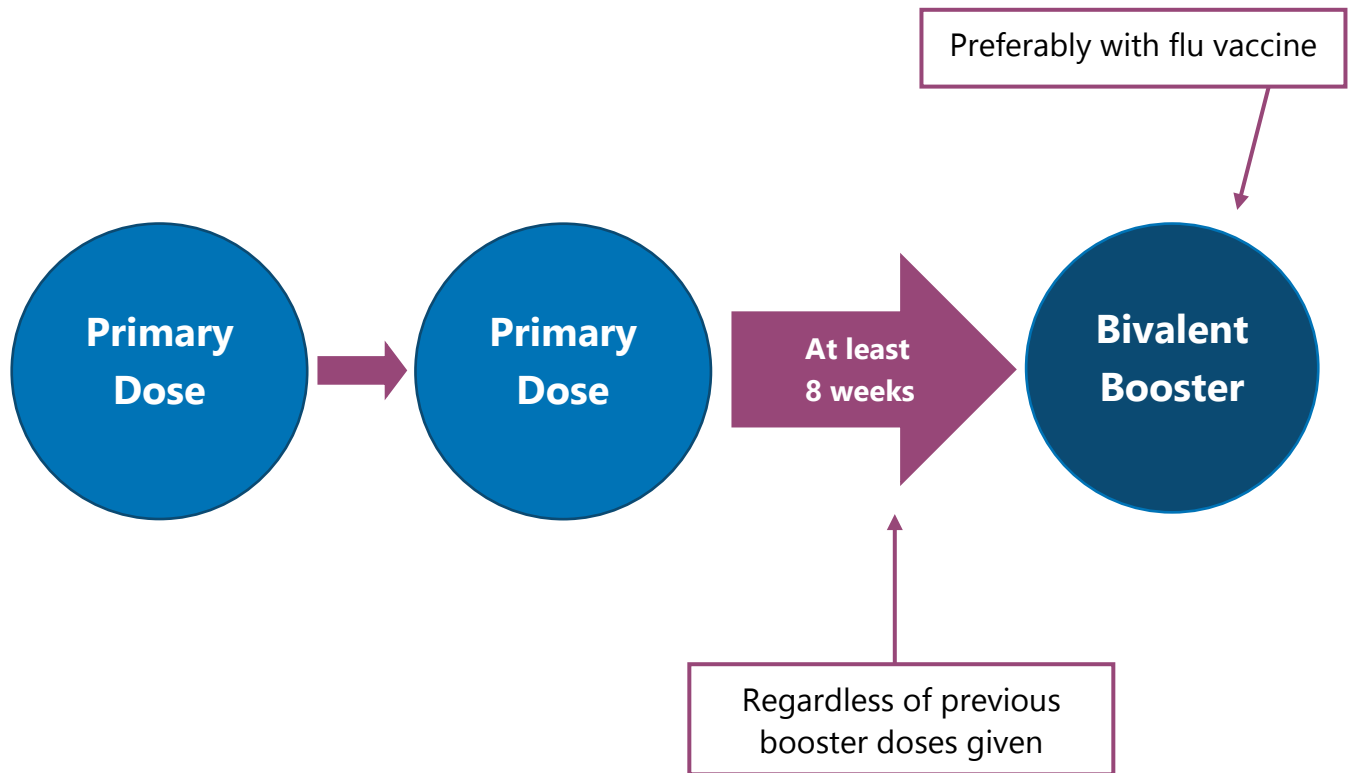 Preferably with flu vaccine
Primary
Dose
Primary
Dose
At least
8 weeks
Bivalent
Booster
Regardless of previous
booster doses given